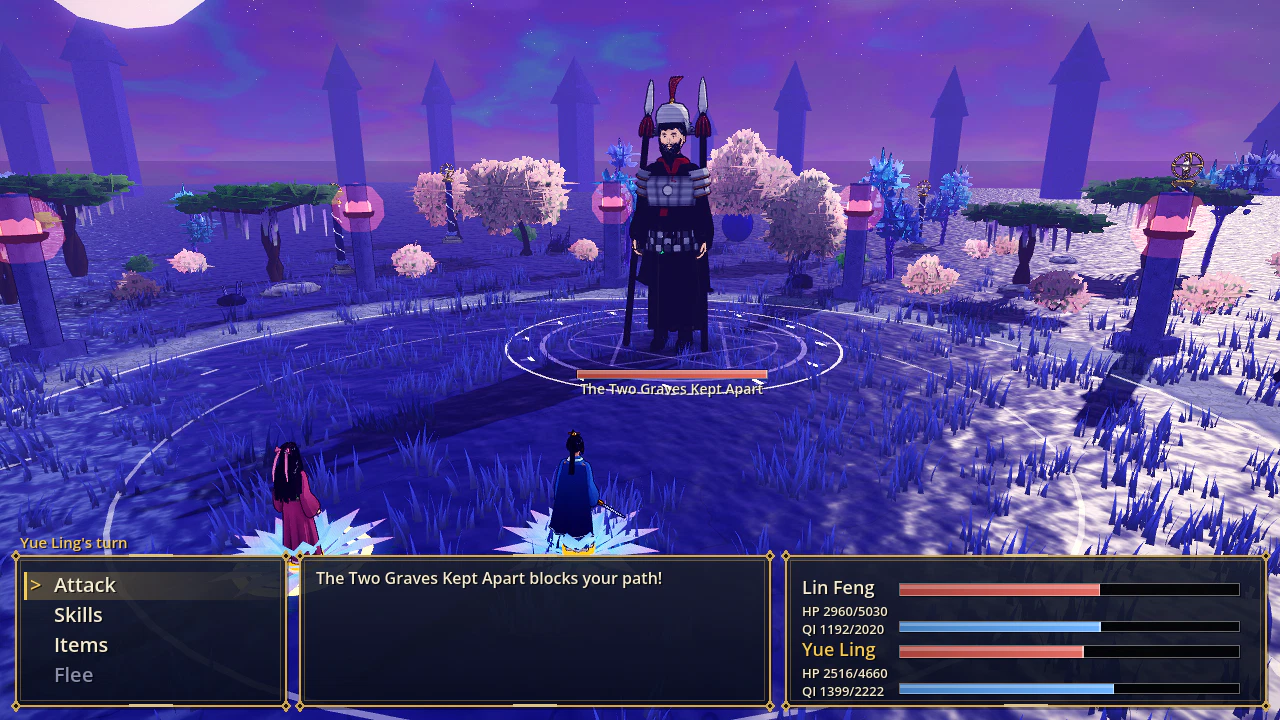 The Two Graves Kept Apart
Yue Ling's turn
> Attack
Skills
Items
Flee
The Two Graves Kept Apart blocks your path!
Lin Feng
HP 2960/5030
QI 1192/2020
Yue Ling
HP 2516/4660
QI 1399/2222